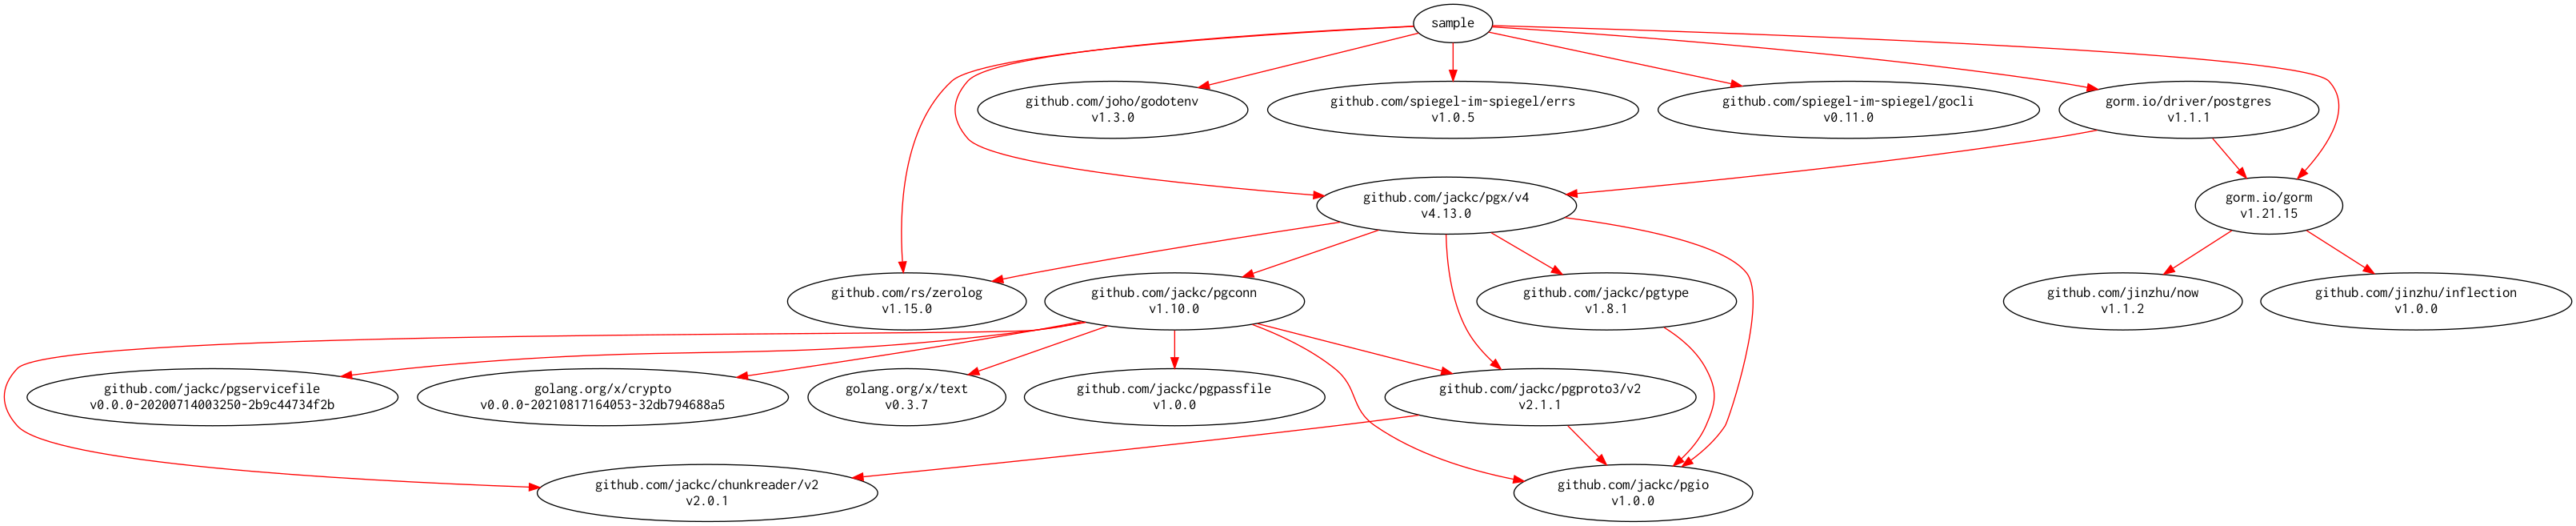 sample
github.com/joho/godotenv
v1.3.0
github.com/spiegel-im-spiegel/errs
v1.0.5
github.com/spiegel-im-spiegel/gocli
v0.11.0
gorm.io/driver/postgres
v1.1.1
github.com/jackc/pgx/v4
v4.13.0
gorm.io/gorm
v1.21.15
github.com/rs/zerolog
v1.15.0
github.com/jackc/pgconn
v1.10.0
github.com/jackc/pgtype
v1.8.1
github.com/jinzhu/now
v1.1.2
github.com/jinzhu/inflection
v1.0.0
github.com/jackc/pgservicefile
v0.0.0-20200714003250-2b9c44734f2b
golang.org/x/crypto
v0.0.0-20210817164053-32db794688a5
golang.org/x/text
v0.3.7
github.com/jackc/pgpassfile
v1.0.0
github.com/jackc/pgproto3/v2
v2.1.1
github.com/jackc/chunkreader/v2
v2.0.1
github.com/jackc/pgio
v1.0.0